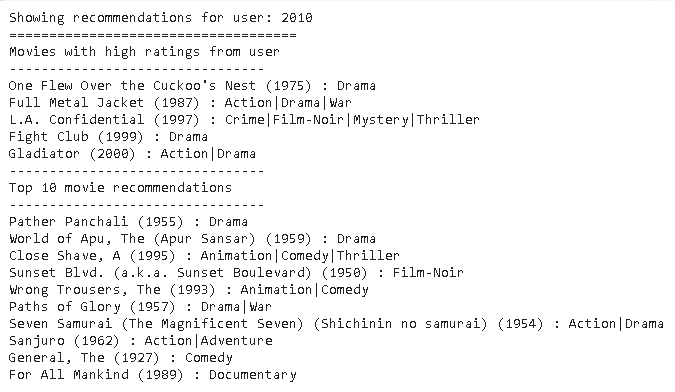 Showing recommendations for user: 2010
====================================
Movies with high ratings from user
--------------------------------
One Flew Over the Cuckoo's Nest (1975) : Drama
Full Metal Jacket (1987) : Action|Drama|War
L.A. Confidential (1997) : Crime|Film-Noir|Mystery|Thriller
Fight Club (1999) : Drama
Gladiator (2000) : Action|Drama
--------------------------------
Top 10 movie recommendations
--------------------------------
Pather Panchali (1955) : Drama
World of Apu, The (Apur Sansar) (1959) : Drama
Close Shave, A (1995) : Animation|Comedy|Thriller
Sunset Blvd. (a.k.a. Sunset Boulevard) (1950) : Film-Noir
Wrong Trousers, The (1993) : Animation|Comedy
Paths of Glory (1957) : Drama|War
Seven Samurai (The Magnificent Seven) (Shichinin no samurai) (1954) : Action|Drama
Sanjuro (1962) : Action|Adventure
General, The (1927) : Comedy
For All Mankind (1989) : Documentary